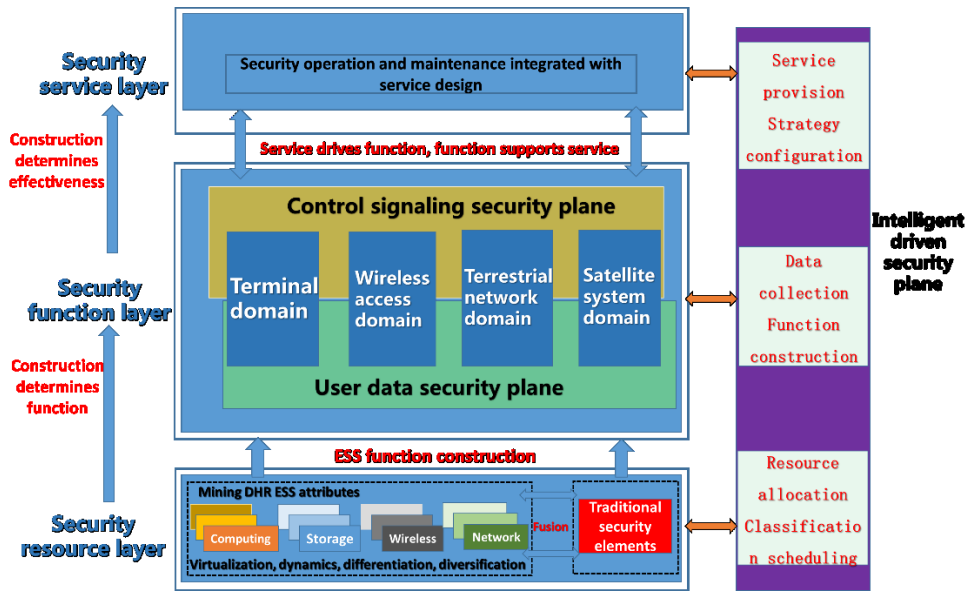 Security
service layer
Construction
determines
effectiveness
Security
function layer
Construction
determines
function
Security
resource layer
Security operation and maintenance integrated with
service design
Service drives function, function supports service
Control signaling security plane
Terminal
domain
Wireless
access
domain
Terrestrial
network
domain
Satellite
system
domain
User data security plane
ESS function construction
Mining DHR ESS attributes
Computing
Storage
Wireless
Network
Virtualization, dynamics, differentiation, diversification
Fusion
Traditional
security
elements
Service
provision
Strategy
configuration
Data
collection
Function
construction
Resource
allocation
Classificatio
n scheduling
Intelligent
driven
security
plane